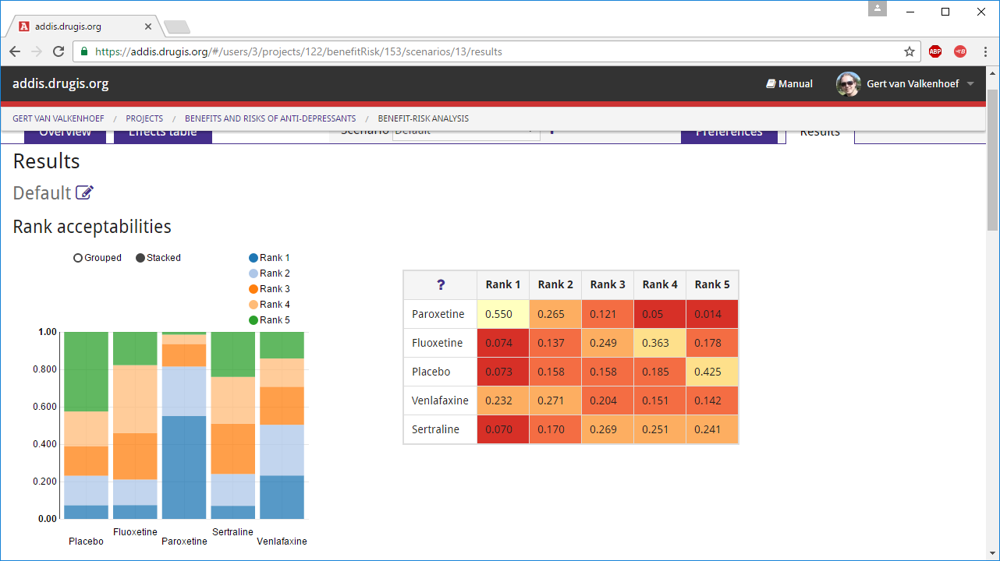 addis.drugis.org
https://addis.drugis.org/#/users/3/projects/122/benefitRisk/153/scenarios/13/results
ABP
addis.drugis.org
Manual
Gert van Valkenhoef
GERT VAN VALKENHOEF / PROJECTS / BENEFITS AND RISKS OF ANTI-DEPRESSANTS / BENEFIT-RISK ANALYSIS
Overview Effects table Scenario Default ? Preferences Results
Results
Default
Rank acceptabilities
Grouped Stacked
Rank 1
Rank 2
Rank 3
Rank 4
Rank 5
1.00
0.800
0.600
0.400
0.200
0.00
Placebo Fluoxetine Paroxetine Sertraline Venlafaxine
? Rank 1 Rank 2 Rank 3 Rank 4 Rank 5
Paroxetine 0.550 0.265 0.121 0.05 0.014
Fluoxetine 0.074 0.137 0.249 0.363 0.178
Placebo 0.073 0.158 0.158 0.185 0.425
Venlafaxine 0.232 0.271 0.204 0.151 0.142
Sertraline 0.070 0.170 0.269 0.251 0.241